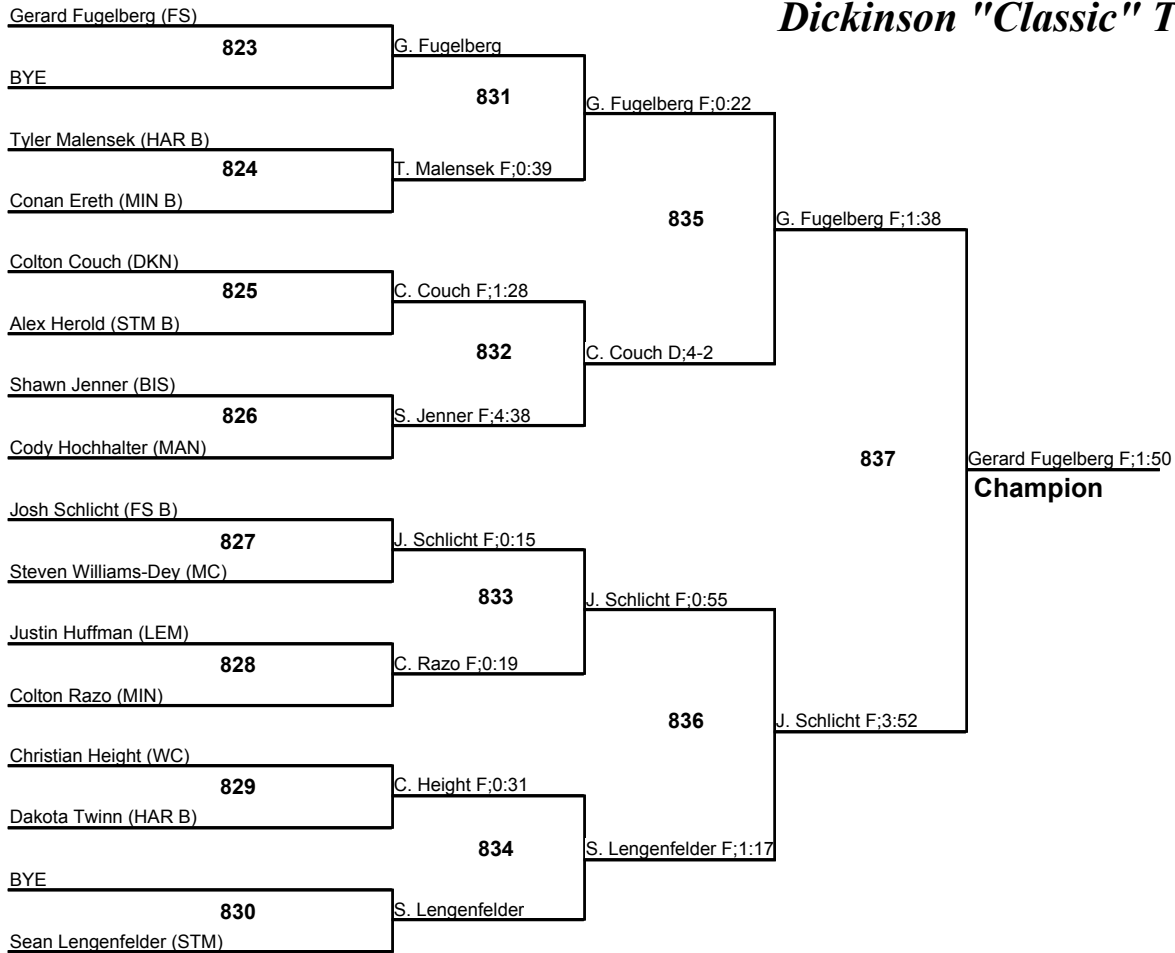 Dickinson "Classic" T
Gerard Fugelberg (FS)
823
BYE
G. Fugelberg
831
Tyler Malensek (HAR B)
824
Conan Ereth (MIN B)
T. Malensek F;0:39
G. Fugelberg F;0:22
835
Colton Couch (DKN)
825
Alex Herold (STM B)
C. Couch F;1:28
832
Shawn Jenner (BIS)
826
Cody Hochhalter (MAN)
S. Jenner F;4:38
C. Couch D;4-2
G. Fugelberg F;1:38
837
Gerard Fugelberg F;1:50
Champion
Josh Schlicht (FS B)
827
Steven Williams-Dey (MC)
J. Schlicht F;0:15
833
Justin Huffman (LEM)
828
Colton Razo (MIN)
C. Razo F;0:19
J. Schlicht F;0:55
836
Christian Height (WC)
829
Dakota Twinn (HAR B)
C. Height F;0:31
834
BYE
830
Sean Lengenfelder (STM)
S. Lengenfelder
S. Lengenfelder F;1:17
J. Schlicht F;3:52